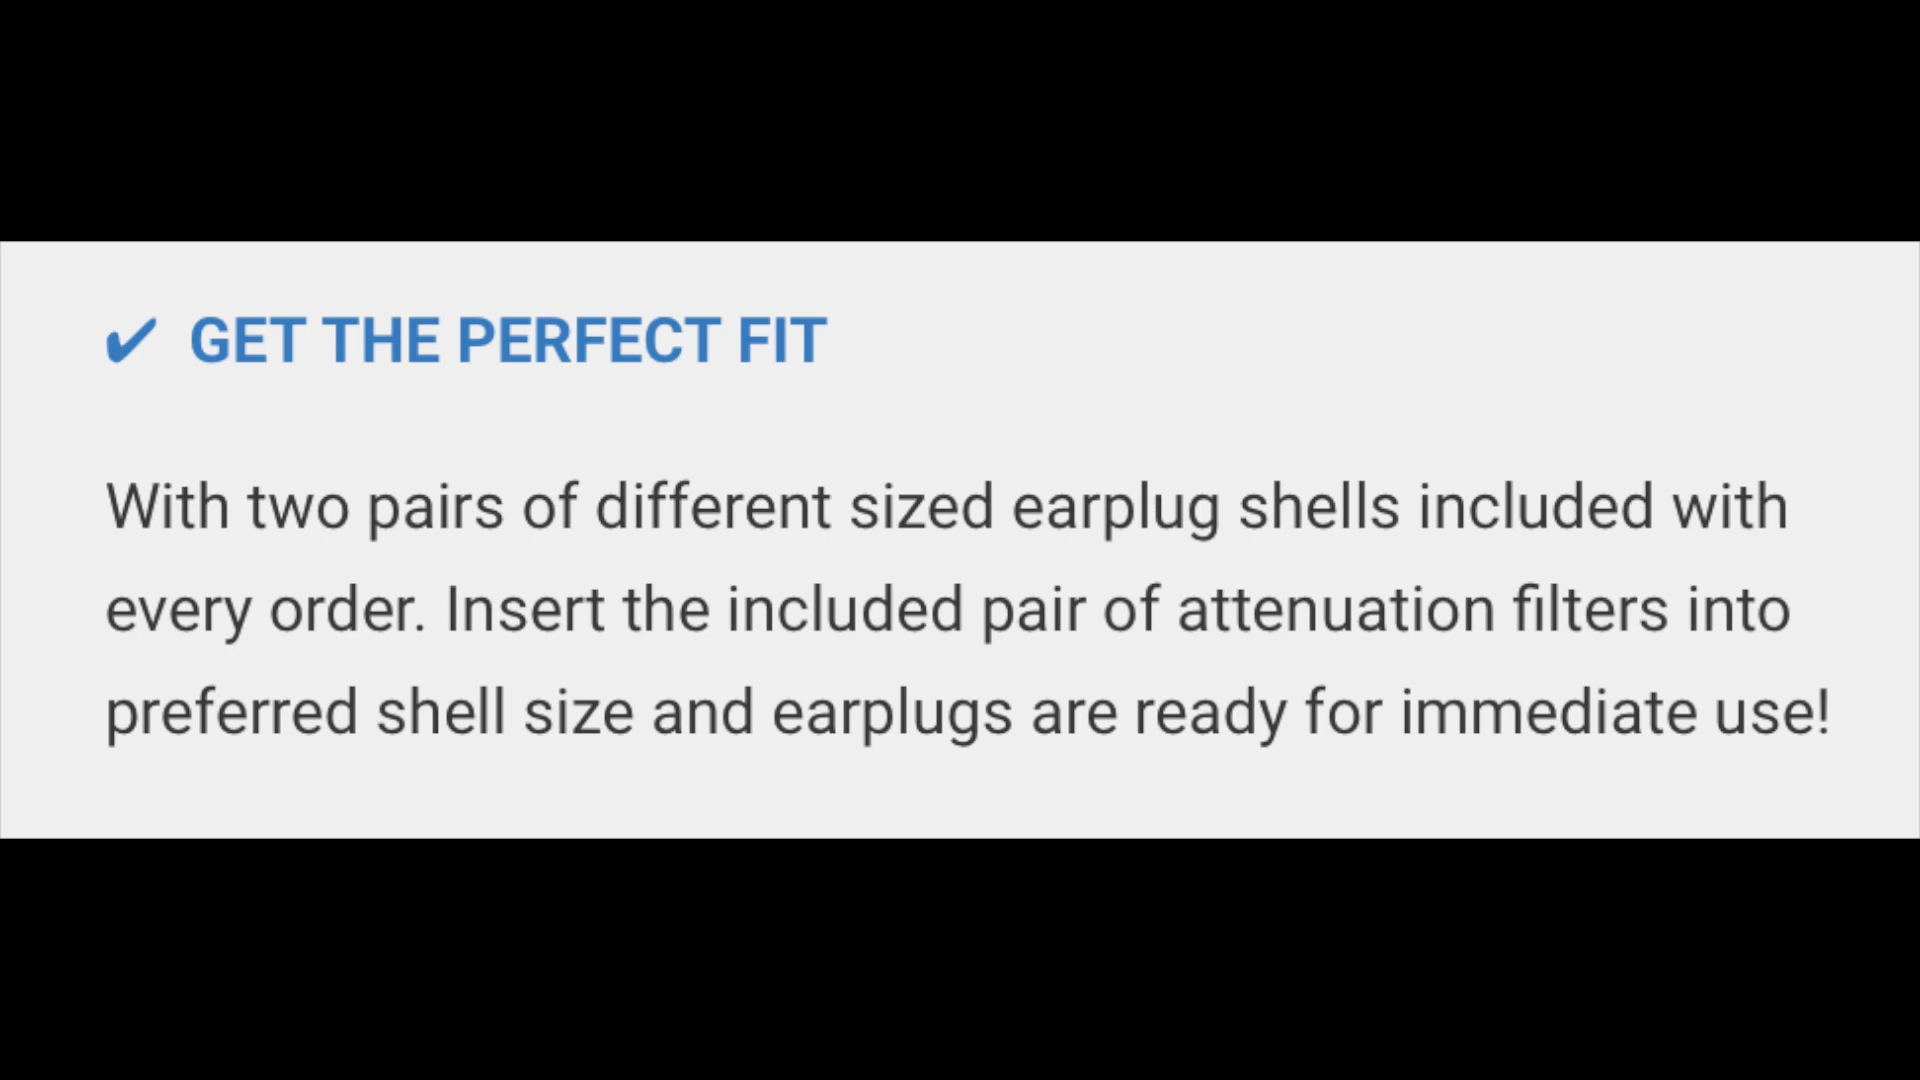 ✔ GET THE PERFECT FIT
With two pairs of different sized earplug shells included with
every order. Insert the included pair of attenuation filters into
preferred shell size and earplugs are ready for immediate use!